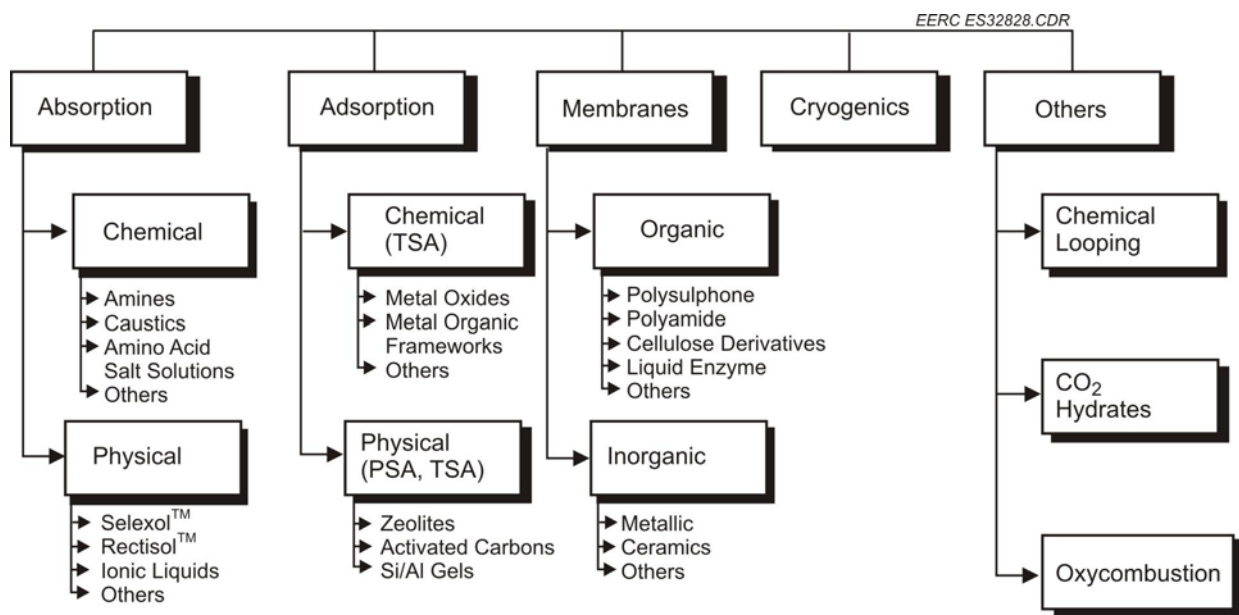 EERC ES32828.CDR
Absorption
Adsorption
Membranes
Cryogenics
Others
Chemical
Amines
Caustics
Amino Acid
Salt Solutions
Others
Physical
Selexol™
Rectisol™
Ionic Liquids
Others
Chemical
(TSA)
Metal Oxides
Metal Organic
Frameworks
Others
Physical
(PSA, TSA)
Zeolites
Activated Carbons
Si/Al Gels
Organic
Polysulphone
Polyamide
Cellulose Derivatives
Liquid Enzyme
Others
Inorganic
Metallic
Ceramics
Others
Chemical
Looping
CO₂
Hydrates
Oxycombustion